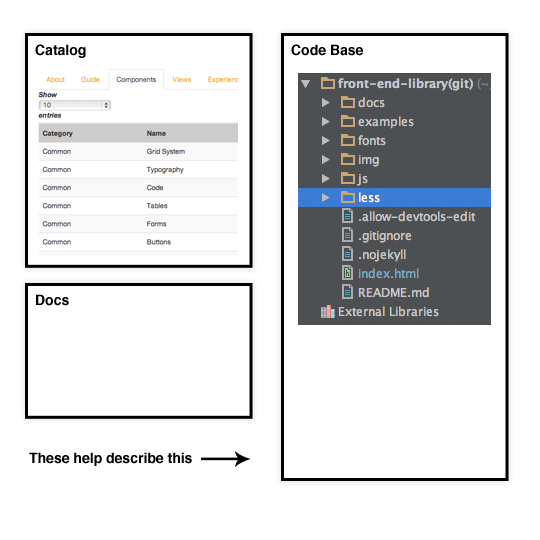 Catalog
About Guide Components Views Experienc
Show
10
entries
Category Name
Common Grid System
Common Typography
Common Code
Common Tables
Common Forms
Common Buttons
Docs
These help describe this
Code Base
front-end-library(git) (~
docs
examples
fonts
img
js
less
.allow-devtools-edit
.gitignore
.nojekyll
index.html
README.md
External Libraries